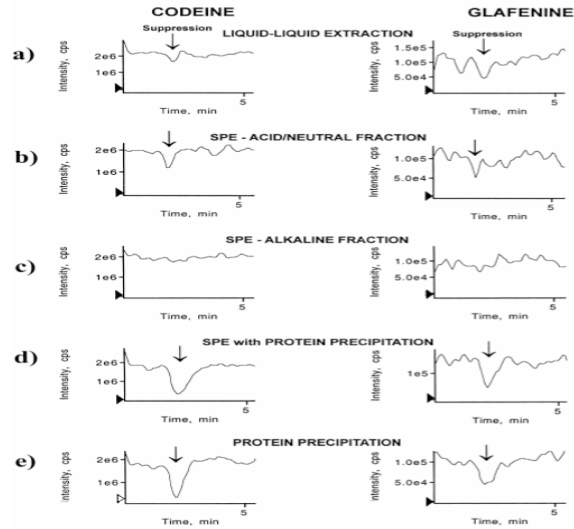 CODEINE GLAFENINE
Suppression LIQUID-LIQUID EXTRACTION Suppression
a)
Intensity, cps
2e6
1e6
Time, min
5
Intensity, cps
1.5e5
1.0e5
5.0e4
Time, min
5
SPE - ACID/NEUTRAL FRACTION
b)
Intensity, cps
2e6
1e6
Time, min
5
Intensity, cps
1.0e5
5.0e4
Time, min
5
SPE - ALKALINE FRACTION
c)
Intensity, cps
2e6
1e6
Time, min
5
Intensity, cps
1.0e5
5.0e4
Time, min
5
SPE with PROTEIN PRECIPITATION
d)
Intensity, cps
2e6
1e6
Time, min
5
Intensity, cps
1e5
Time, min
5
PROTEIN PRECIPITATION
e)
Intensity, cps
2e6
1e6
Time, min
5
Intensity, cps
1.0e5
5.0e4
Time, min
5